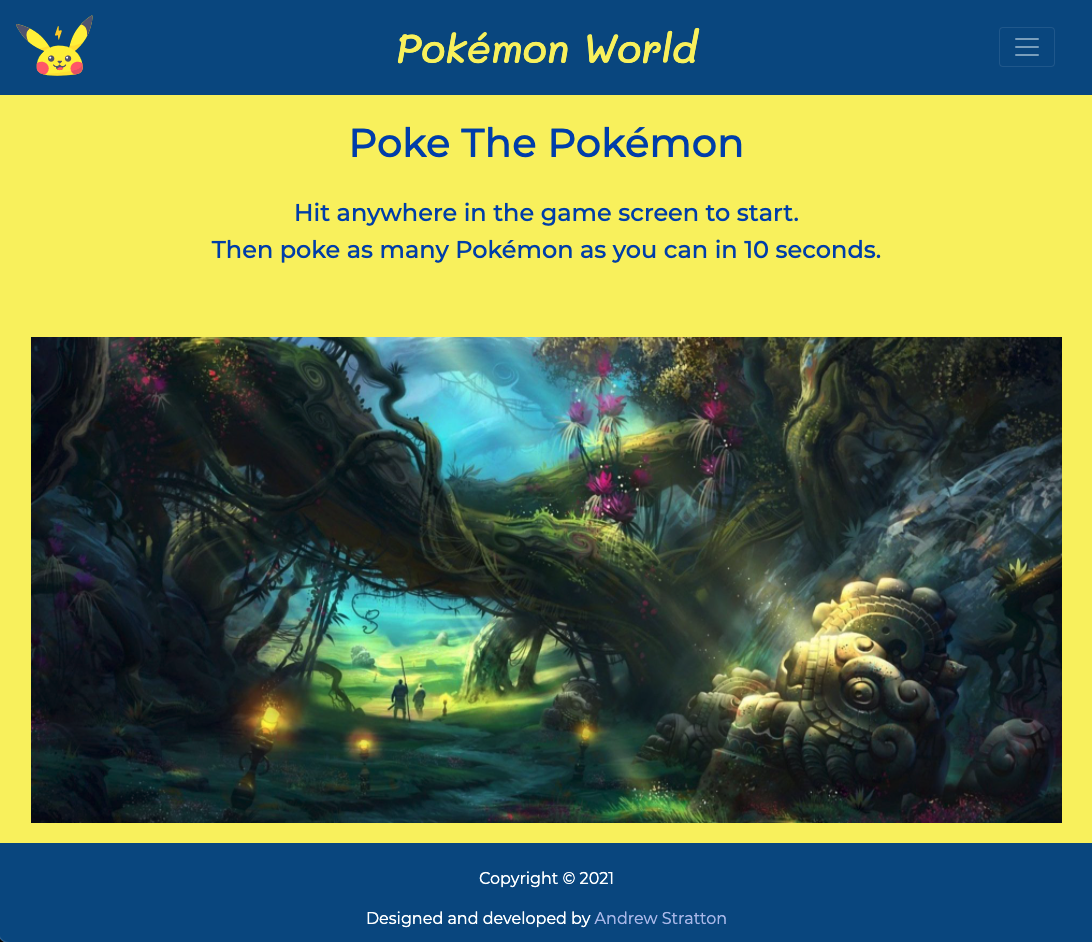 Pokémon World
Poke The Pokémon
Hit anywhere in the game screen to start.
Then poke as many Pokémon as you can in 10 seconds.
Copyright © 2021
Designed and developed by Andrew Stratton